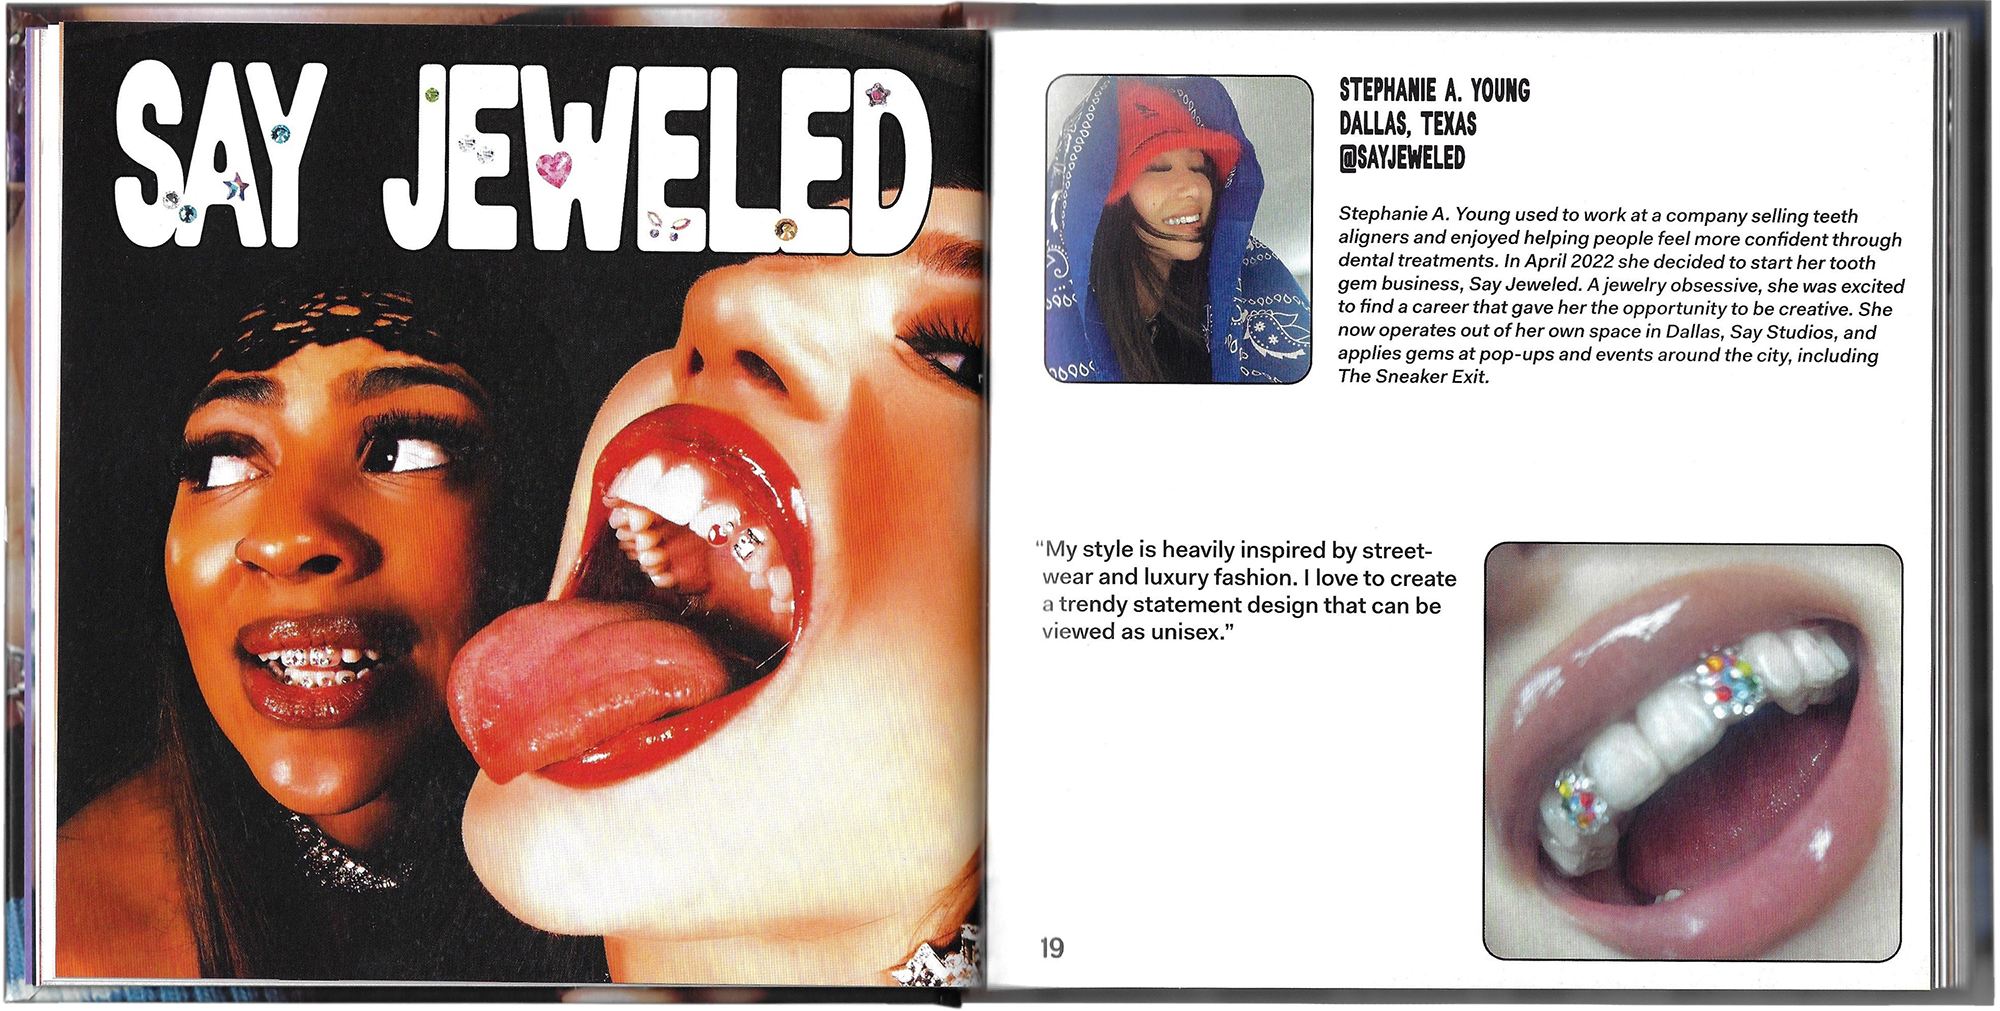 SAY JEWELED
STEPHANIE A. YOUNG
DALLAS, TEXAS
@SAYJEWELED
Stephanie A. Young used to work at a company selling teeth
aligners and enjoyed helping people feel more confident through
dental treatments. In April 2022 she decided to start her tooth
gem business, Say Jeweled. A jewelry obsessive, she was excited
to find a career that gave her the opportunity to be creative. She
now operates out of her own space in Dallas, Say Studios, and
applies gems at pop-ups and events around the city, including
The Sneaker Exit.
“My style is heavily inspired by street-
wear and luxury fashion. I love to create
a trendy statement design that can be
viewed as unisex.”
19